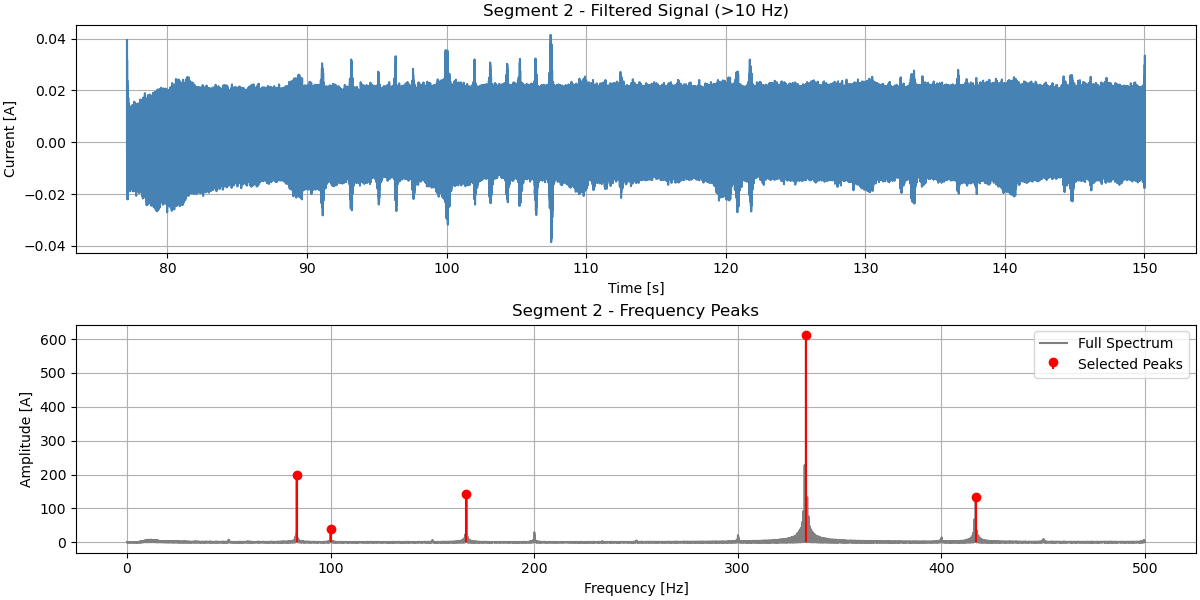 Segment 2 - Filtered Signal (>10 Hz)
Current [A]
0.04
0.02
0.00
−0.02
−0.04
80 90 100 110 120 130 140 150
Time [s]
Segment 2 - Frequency Peaks
Amplitude [A]
600
500
400
300
200
100
0
Full Spectrum
Selected Peaks
0 100 200 300 400 500
Frequency [Hz]